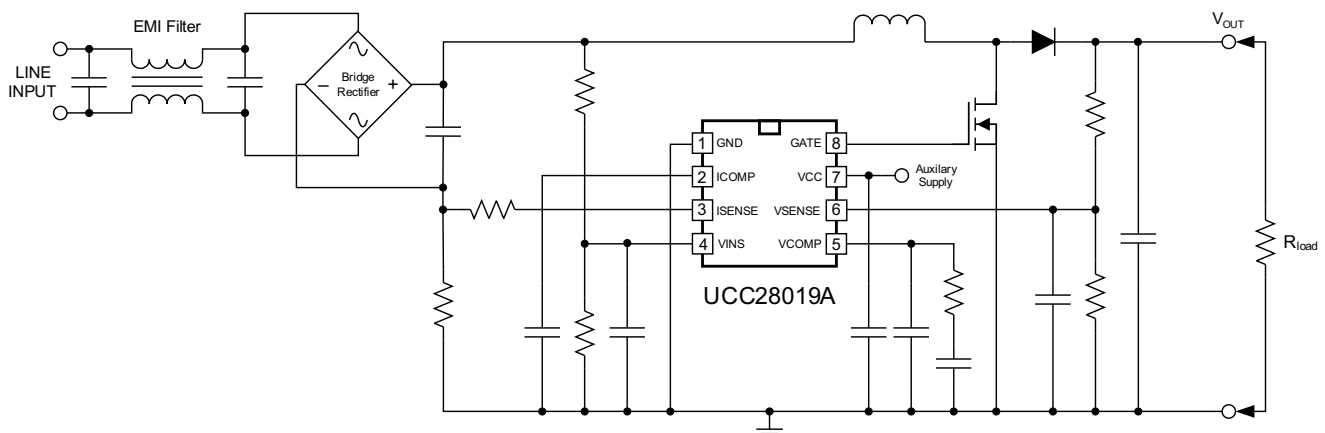 EMI Filter
V_OUT
LINE
INPUT
−
Bridge
Rectifier
+
1 GND
GATE 8
2 ICOMP
VCC 7
Auxilary
Supply
3 ISENSE
VSENSE 6
4 VINS
VCOMP 5
R_load
UCC28019A